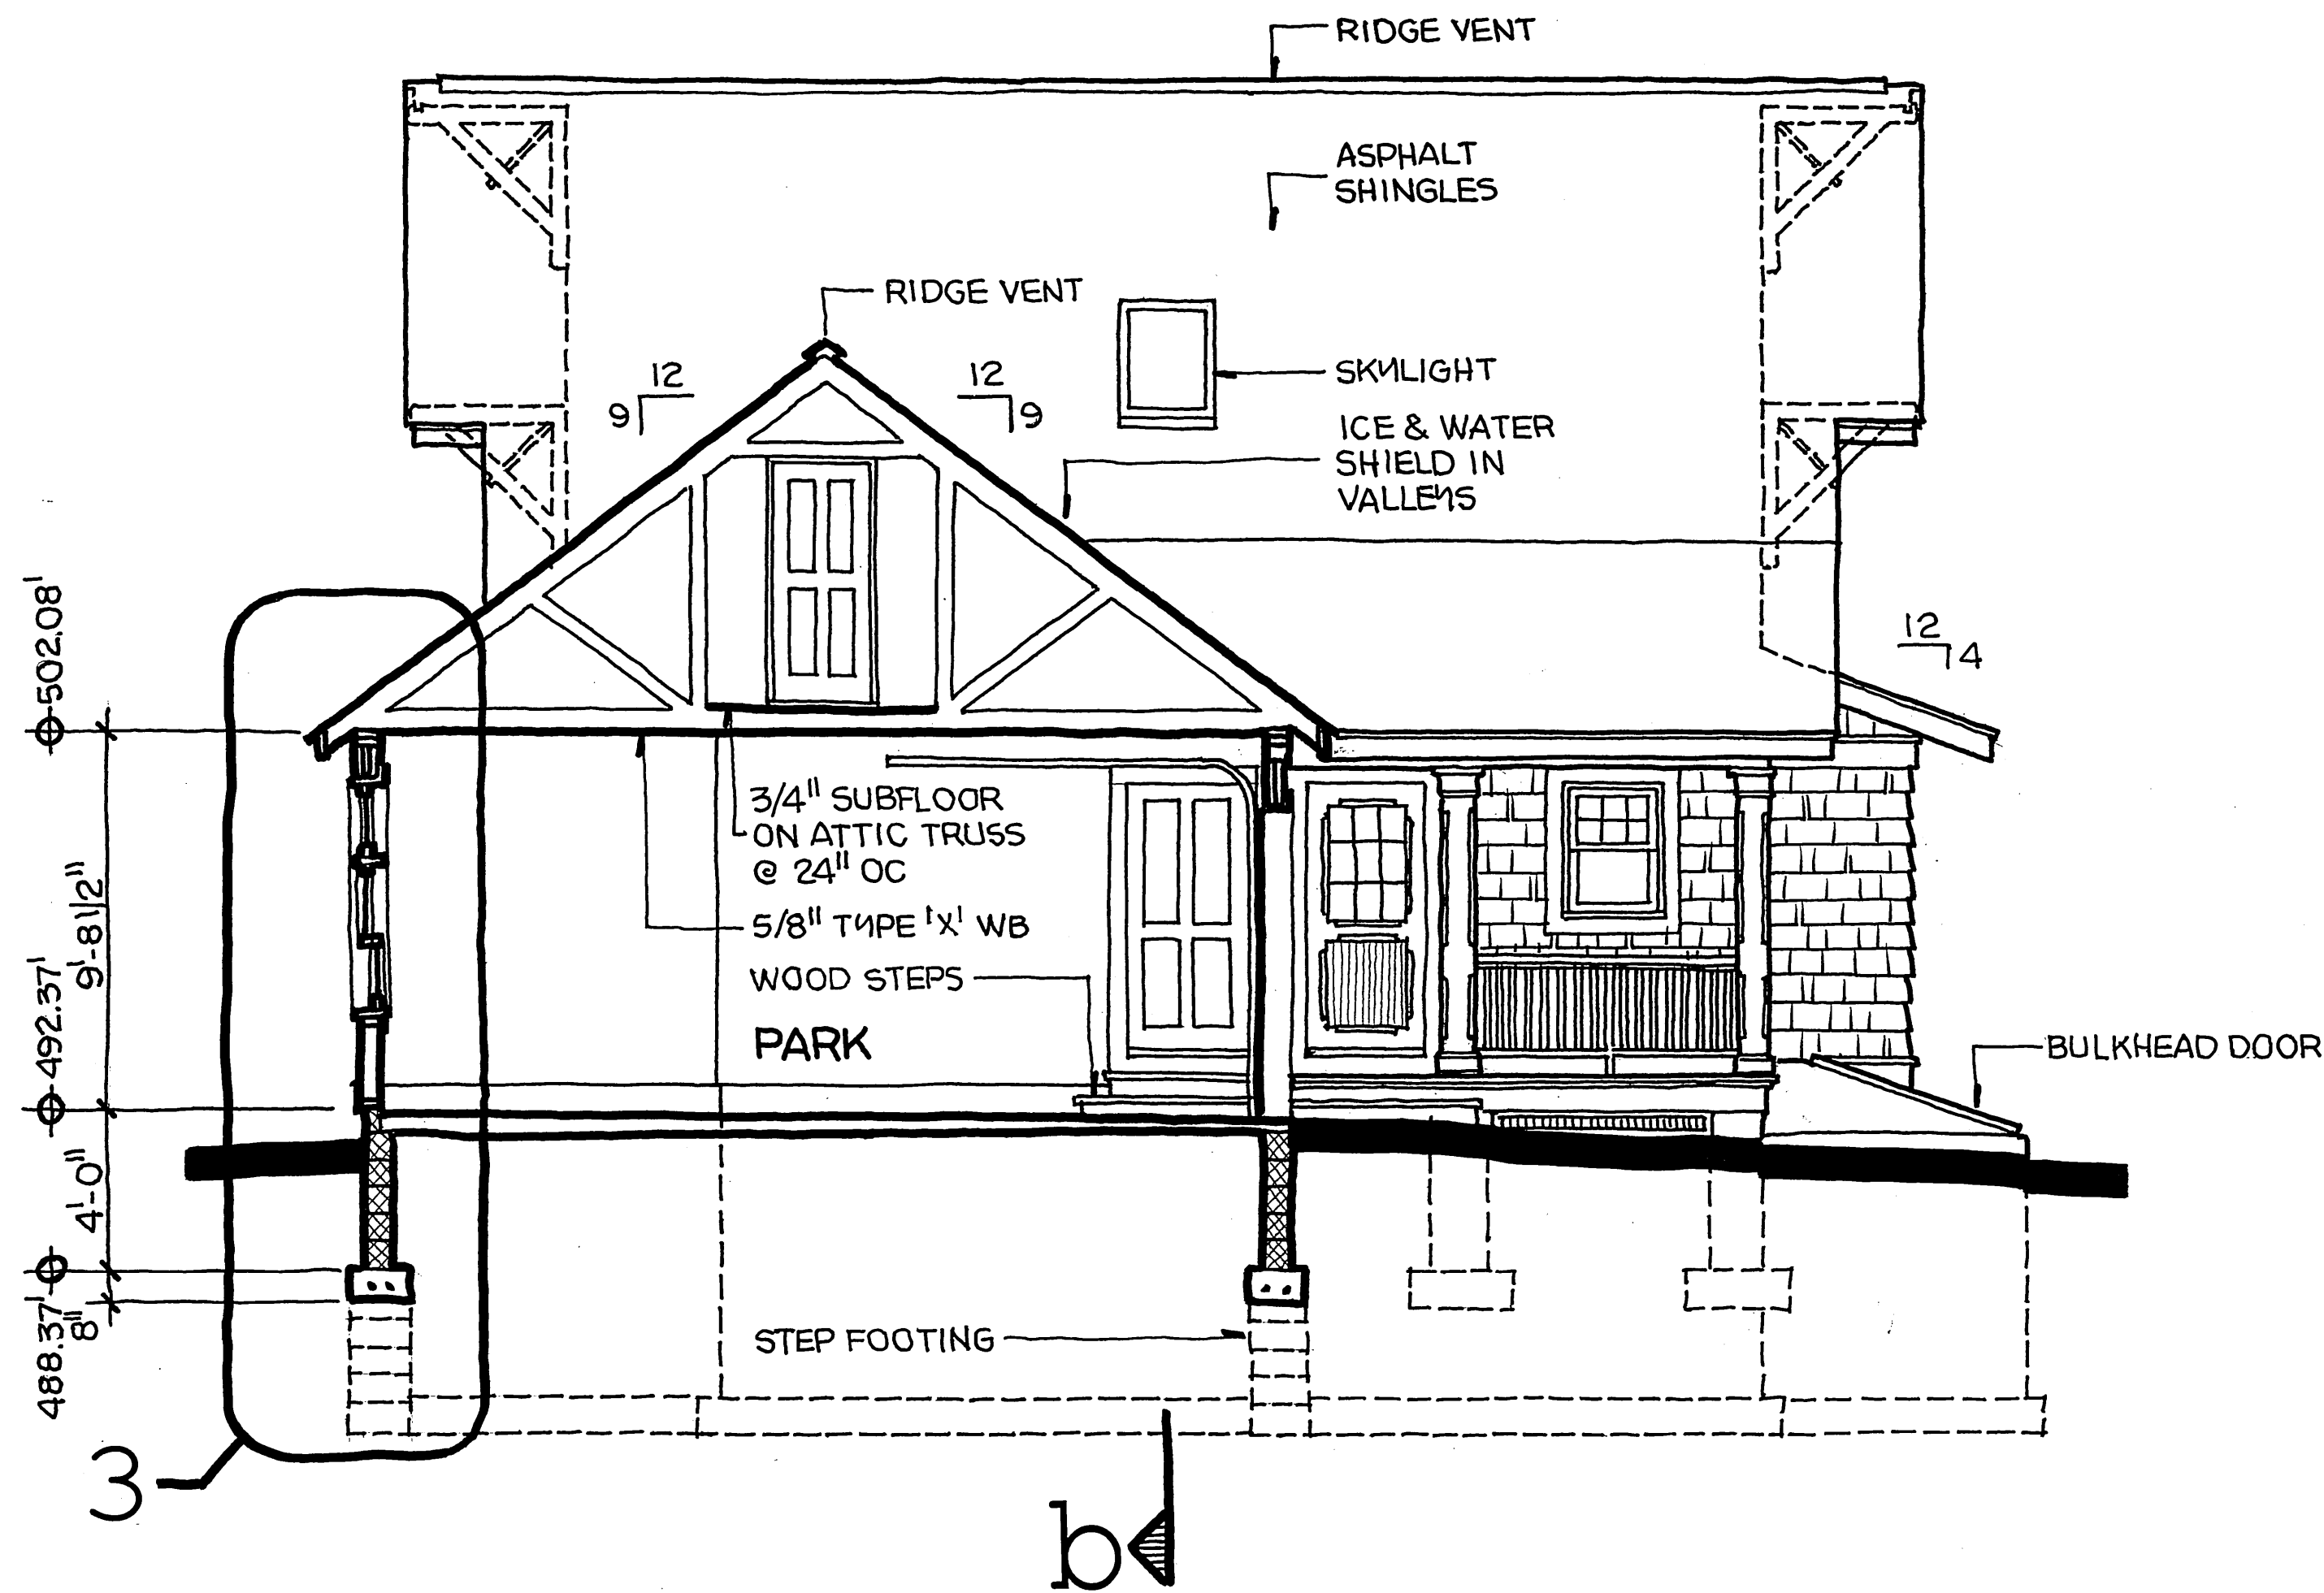 RIDGE VENT
ASPHALT
SHINGLES
RIDGE VENT
12
9
12
9
SKYLIGHT
ICE & WATER
SHIELD IN
VALLEYS
12
4
502.08'
9'-8 1/2"
492.37'
4'-0"
488.37'
8"
3/4" SUBFLOOR
ON ATTIC TRUSS
@ 24" OC
5/8" TYPE 'X' WB
WOOD STEPS
PARK
BULKHEAD DOOR
STEP FOOTING
3
b